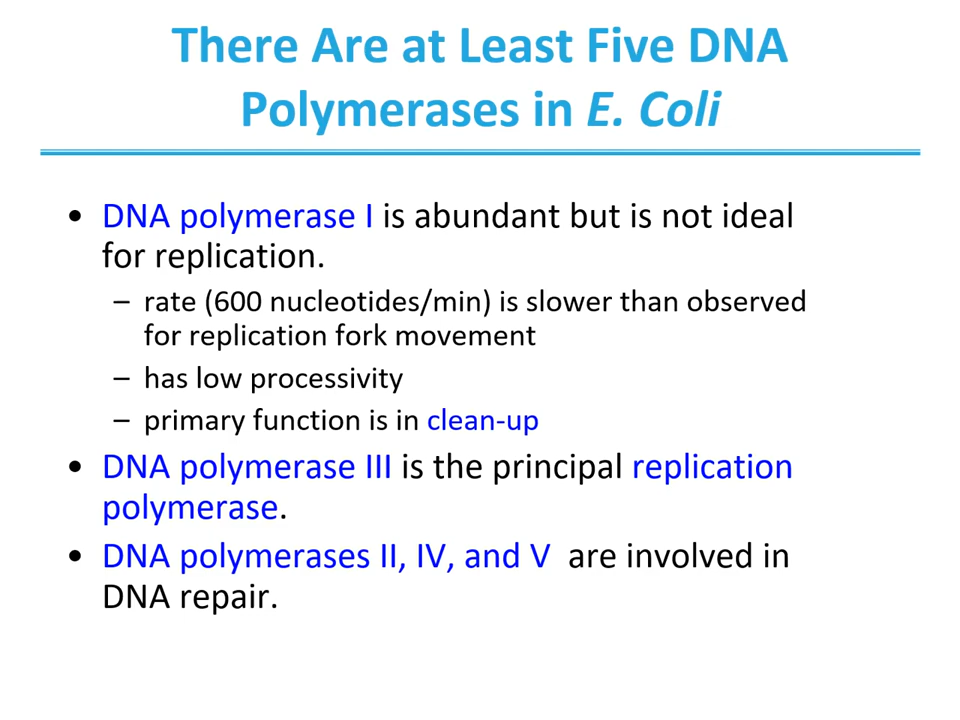 There Are at Least Five DNA
Polymerases in E. Coli
• DNA polymerase I is abundant but is not ideal
for replication.
– rate (600 nucleotides/min) is slower than observed
for replication fork movement
– has low processivity
– primary function is in clean-up
• DNA polymerase III is the principal replication
polymerase.
• DNA polymerases II, IV, and V are involved in
DNA repair.